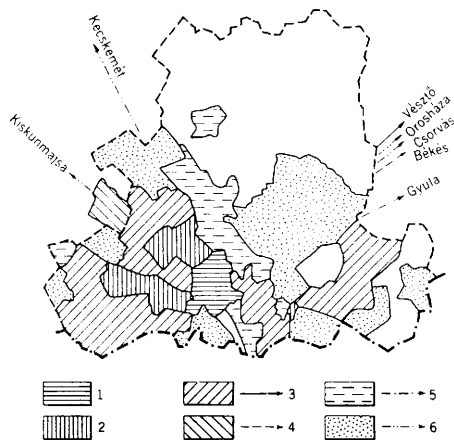 Kecskemét
Kiskunmajsa
Vésztő
Orosháza
Csorvás
Békés
Gyula
1
2
3
4
5
6